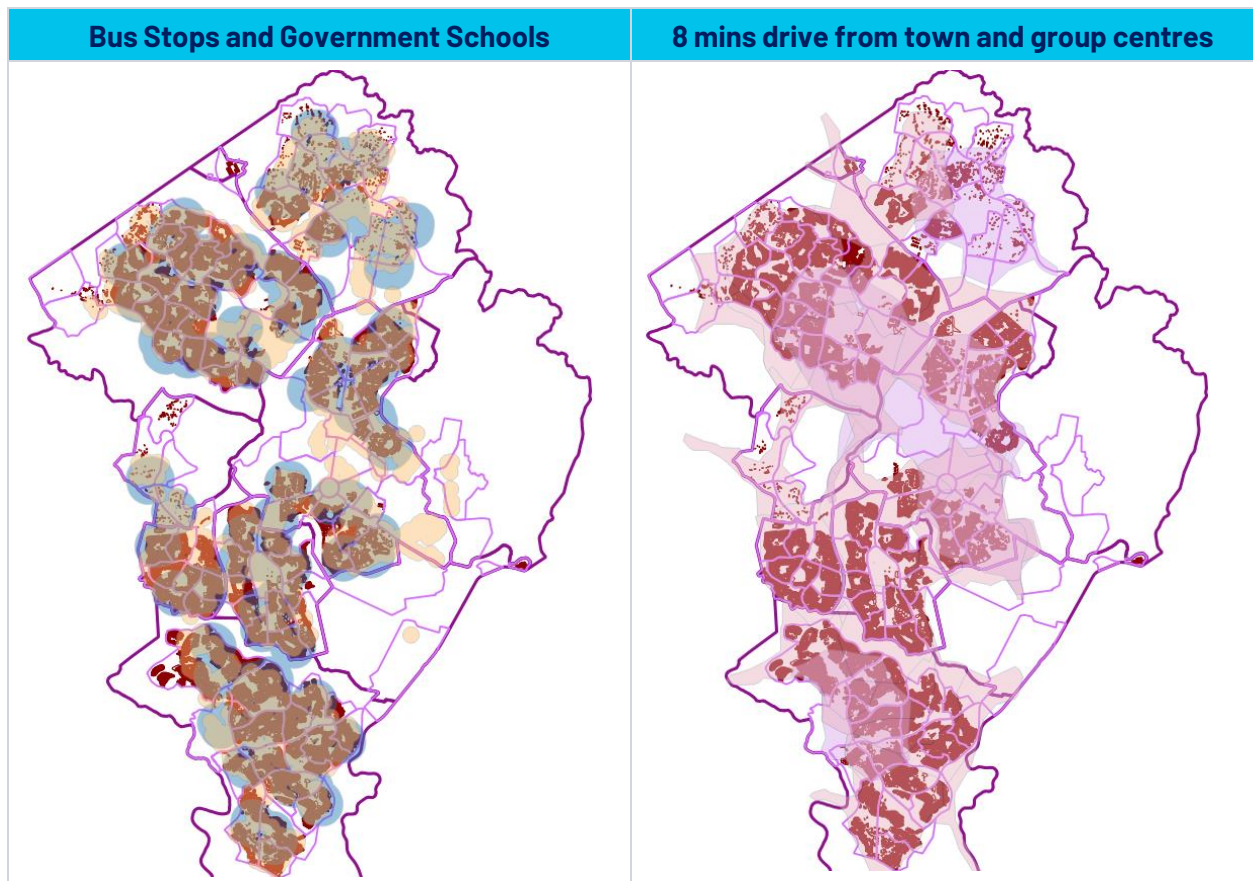 Bus Stops and Government Schools
8 mins drive from town and group centres